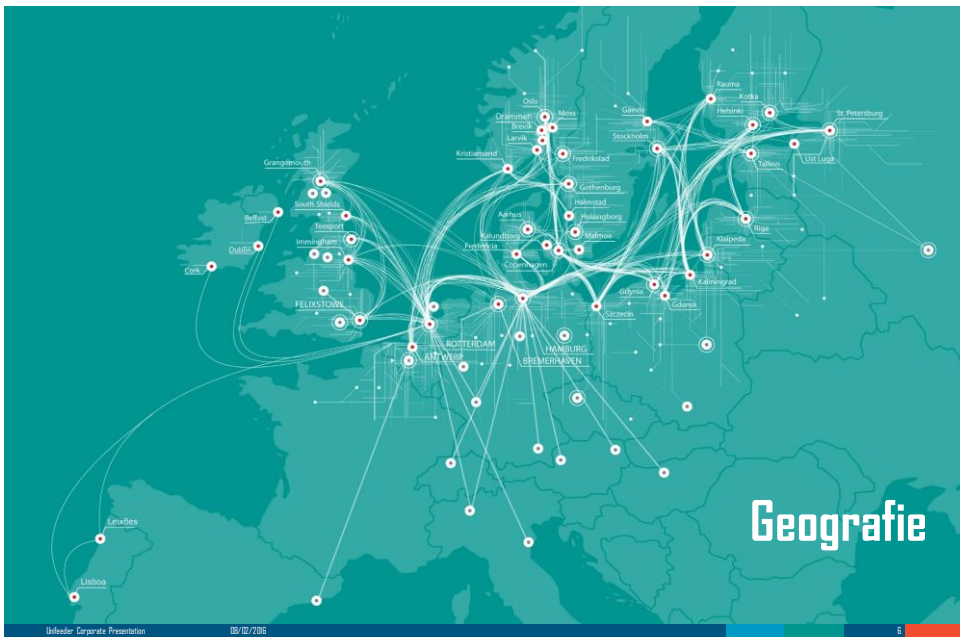 Rauma
Kotka
Oslo
Moss
Gaevle
Helsinki
St. Petersburg
Drammen
Brevik
Stockholm
Larvik
Kristiansand
Fredrikstad
Tallinn
Ust Luga
Grangemouth
Gothenburg
South Shields
Halmstad
Belfast
Aarhus
Helsingborg
Teesport
Riga
Kalundborg
Malmoe
Immingham
Fredericia
Klaipeda
Dublin
Copenhagen
Cork
Kaliningrad
Gdynia
FELIXSTOWE
Gdansk
Szczecin
ROTTERDAM
HAMBURG
ANTWERP
BREMERHAVEN
Geografie
Leixões
Lisboa
Unifeeder Corporate Presentation 08/02/2016 6